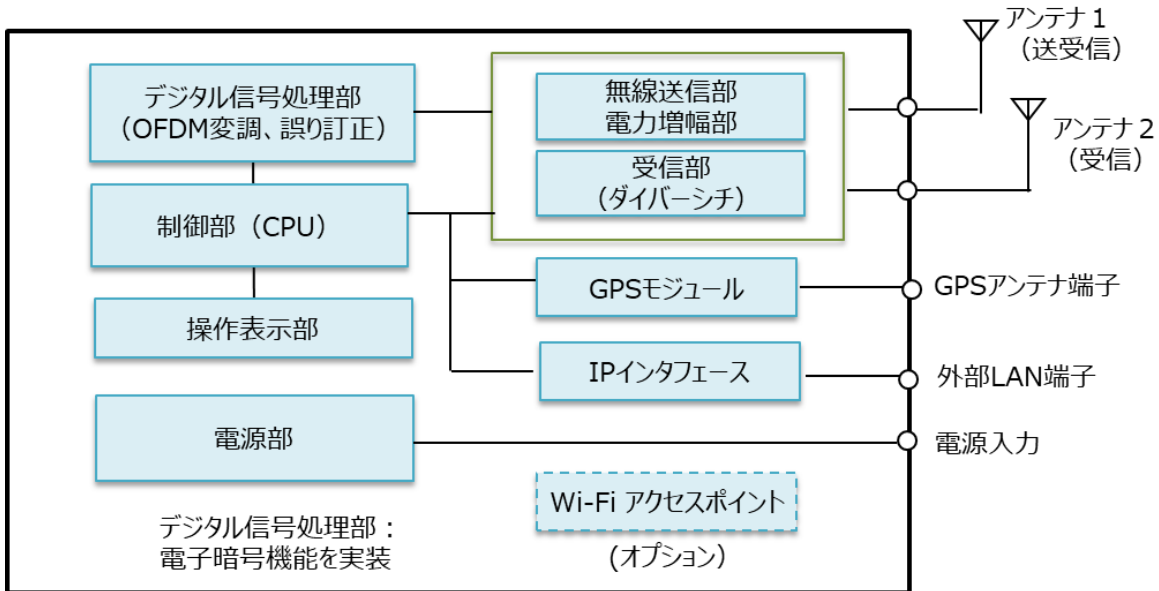 アンテナ１
（送受信）
デジタル信号処理部
（OFDM変調、誤り訂正）
無線送信部
電力増幅部
アンテナ２
（受信）
受信部
（ダイバーシチ）
制御部（CPU）
GPSモジュール
GPSアンテナ端子
操作表示部
IPインタフェース
外部LAN端子
電源部
電源入力
Wi-Fi アクセスポイント
（オプション）
デジタル信号処理部：
電子暗号機能を実装